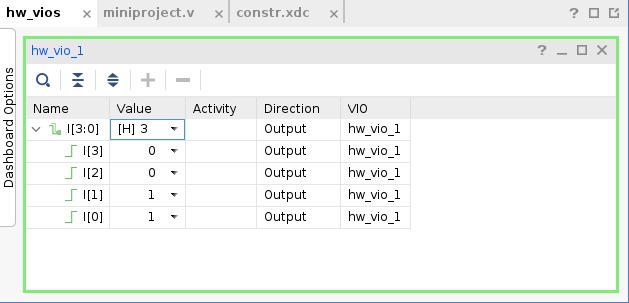 hw_vios × miniproject.v × constr.xdc ×
Dashboard Options
hw_vio_1
Name Value Activity Direction VIO
I[3:0] [H] 3 Output hw_vio_1
I[3] 0 Output hw_vio_1
I[2] 0 Output hw_vio_1
I[1] 1 Output hw_vio_1
I[0] 1 Output hw_vio_1